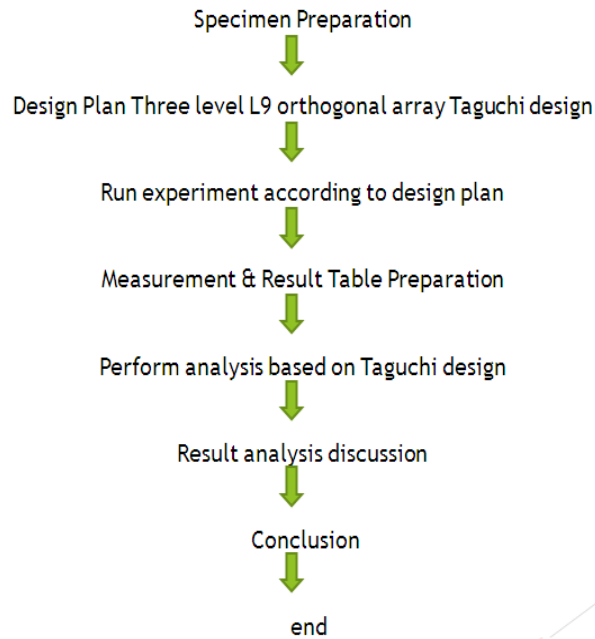 Specimen Preparation
Design Plan Three level L9 orthogonal array Taguchi design
Run experiment according to design plan
Measurement & Result Table Preparation
Perform analysis based on Taguchi design
Result analysis discussion
Conclusion
end